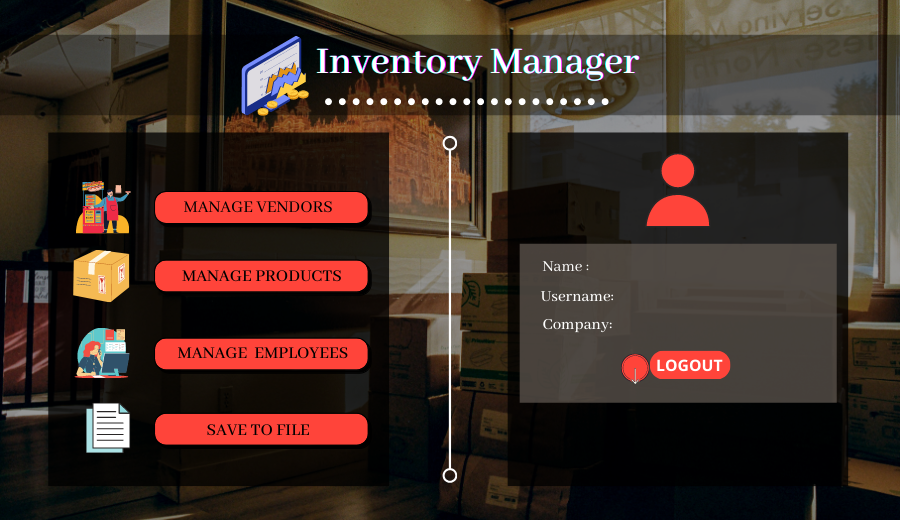 Inventory Manager
MANAGE VENDORS
MANAGE PRODUCTS
MANAGE  EMPLOYEES
SAVE TO FILE
Name :
Username:
Company:
LOGOUT